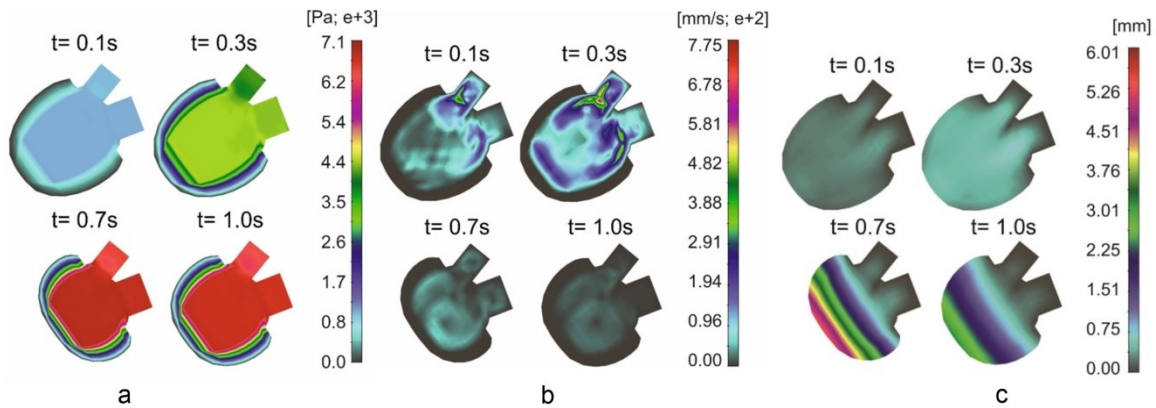 [Pa; e+3]
t= 0.1s t= 0.3s
7.1
6.2
5.4
4.4
3.5
2.6
1.7
0.8
0.0
t= 0.7s t= 1.0s
a
[mm/s; e+2]
t= 0.1s t= 0.3s
7.75
6.78
5.81
4.82
3.88
2.91
1.94
0.96
0.00
t= 0.7s t= 1.0s
b
[mm]
t= 0.1s t= 0.3s
6.01
5.26
4.51
3.76
3.01
2.25
1.51
0.75
0.00
t= 0.7s t= 1.0s
c